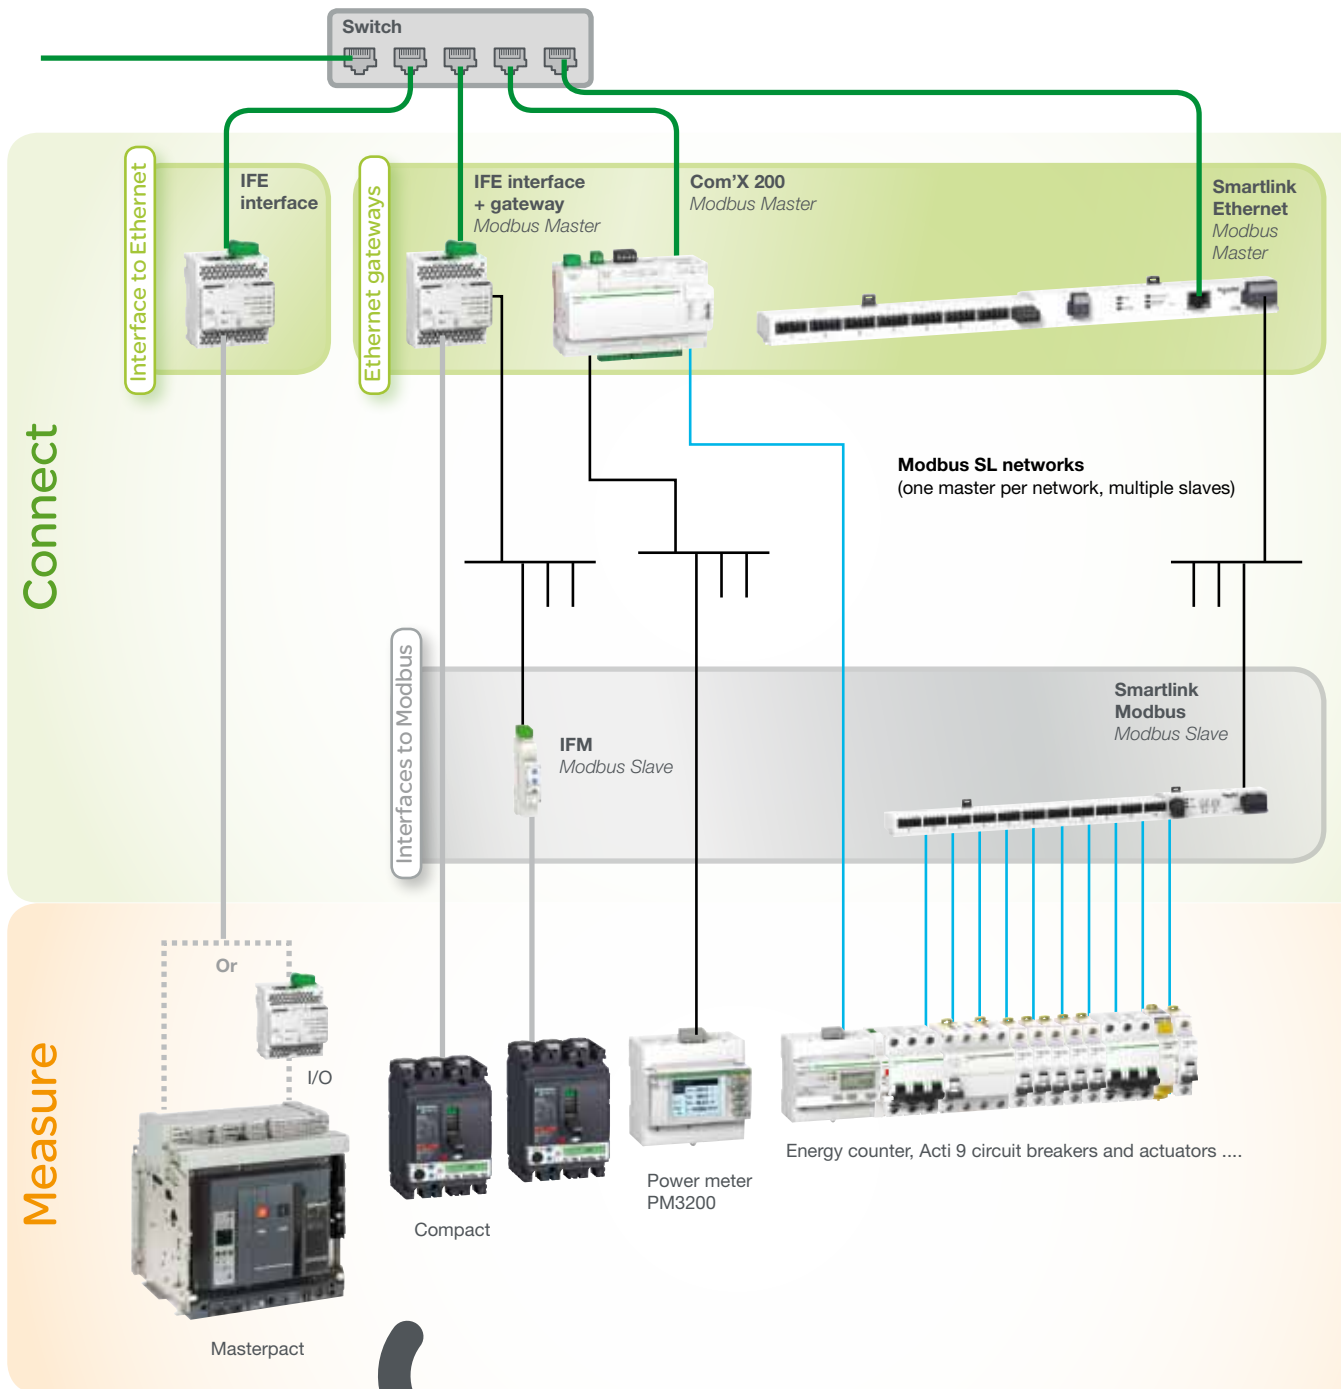 Switch
Interface to Ethernet
IFE
interface
Ethernet gateways
IFE interface
+ gateway
Modbus Master
Com'X 200
Modbus Master
Smartlink
Ethernet
Modbus
Master
Connect
Modbus SL networks
(one master per network, multiple slaves)
Interfaces to Modbus
IFM
Modbus Slave
Smartlink
Modbus
Modbus Slave
Measure
Or
I/O
Masterpact
Compact
Power meter
PM3200
Energy counter, Acti 9 circuit breakers and actuators ....